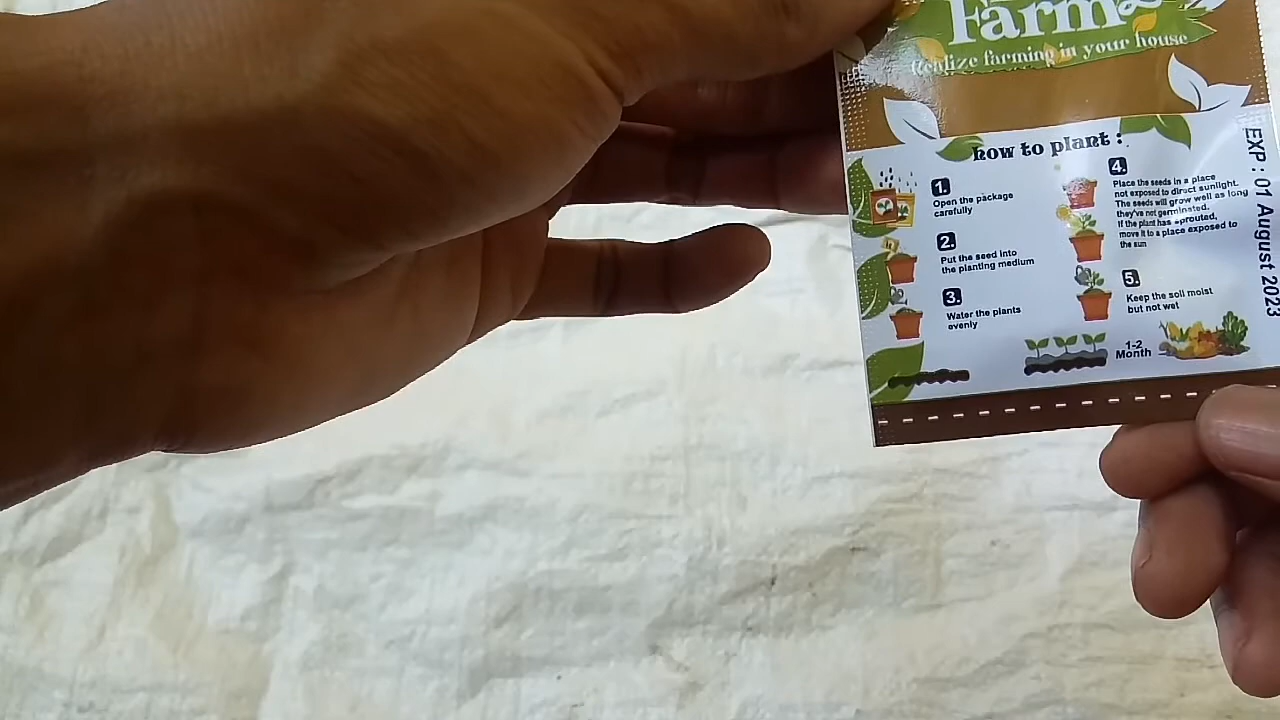 Farm
Realize farming in your house
how to plant :
1.
Open the package
carefully
2.
Put the seed into
the planting medium
3.
Water the plants
evenly
4.
Place the seeds in a place
not exposed to direct sunlight.
The seeds will grow well as long
they've not germinated.
If the plant has sprouted,
move it to a place exposed to
the sun
5.
Keep the soil moist
but not wet
1-2
Month
EXP : 01 August 2023